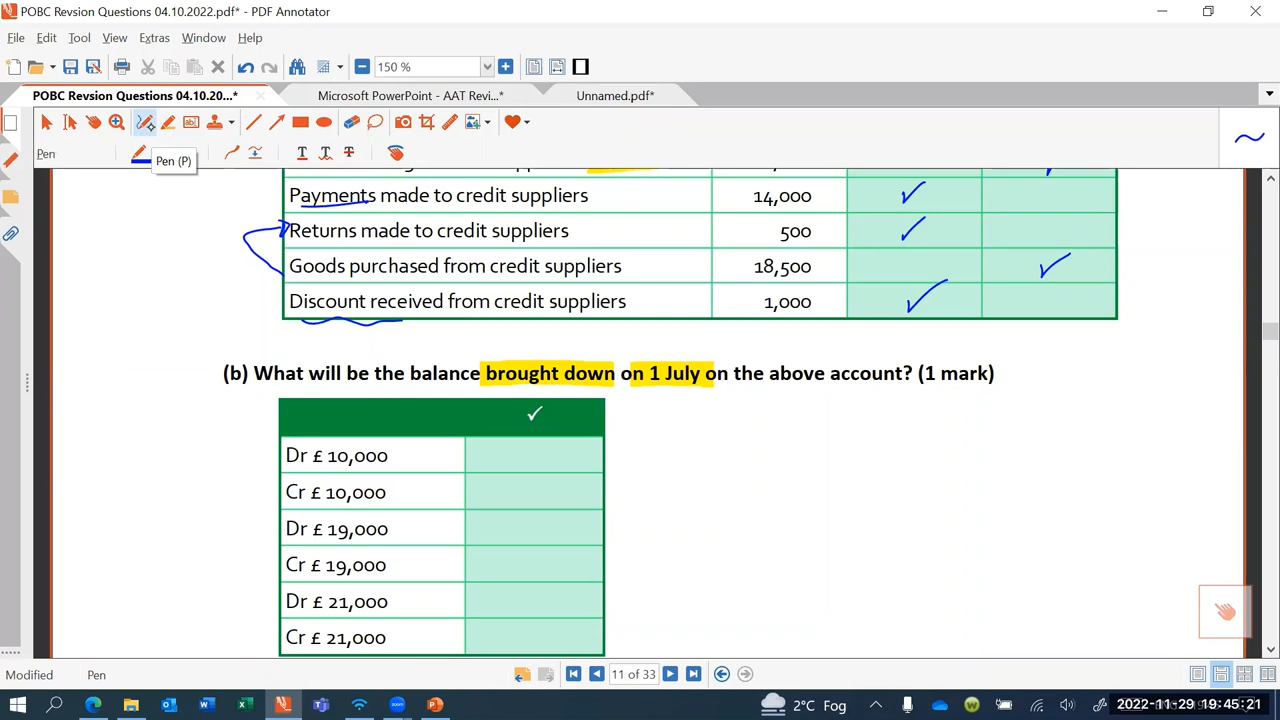 POBC Revision Questions 04.10.2022.pdf* - PDF Annotator
File Edit Tool View Extras Window Help
150 %
POBC Revsion Questions 04.10.20...* Microsoft PowerPoint - AAT Revi...* Unnamed.pdf*
Pen
Pen (P)
Payments made to credit suppliers 14,000
Returns made to credit suppliers 500
Goods purchased from credit suppliers 18,500
Discount received from credit suppliers 1,000
(b) What will be the balance brought down on 1 July on the above account? (1 mark)
Dr £ 10,000
Cr £ 10,000
Dr £ 19,000
Cr £ 19,000
Dr £ 21,000
Cr £ 21,000
Modified Pen 11 of 33
2°C Fog 2022-11-29 19:45:21